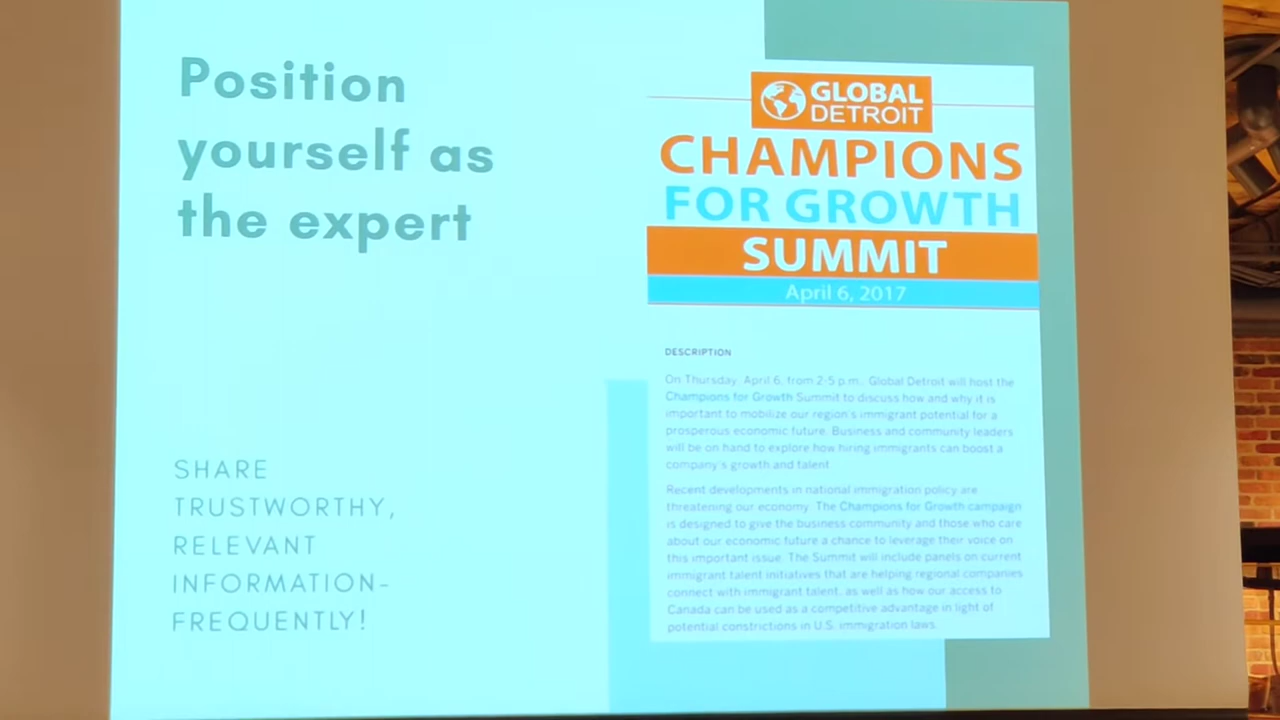 Position
yourself as
the expert
SHARE
TRUSTWORTHY,
RELEVANT
INFORMATION-
FREQUENTLY!
GLOBAL
DETROIT
CHAMPIONS
FOR GROWTH
SUMMIT
April 6, 2017
DESCRIPTION
On Thursday, April 6, from 2-5 p.m., Global Detroit will host the
Champions for Growth Summit to discuss how and why it is
important to mobilize our region's immigrant potential for a
prosperous economic future. Business and community leaders
will be on hand to explore how hiring immigrants can boost a
company's growth and talent.
Recent developments in national immigration policy are
threatening our economy. The Champions for Growth campaign
is designed to give the business community and those who care
about our economic future a chance to leverage their voice on
this important issue. The Summit will include panels on current
immigrant talent initiatives that are helping regional companies
connect with immigrant talent, as well as how our access to
Canada can be used as a competitive advantage in light of
potential constrictions in U.S. immigration laws.